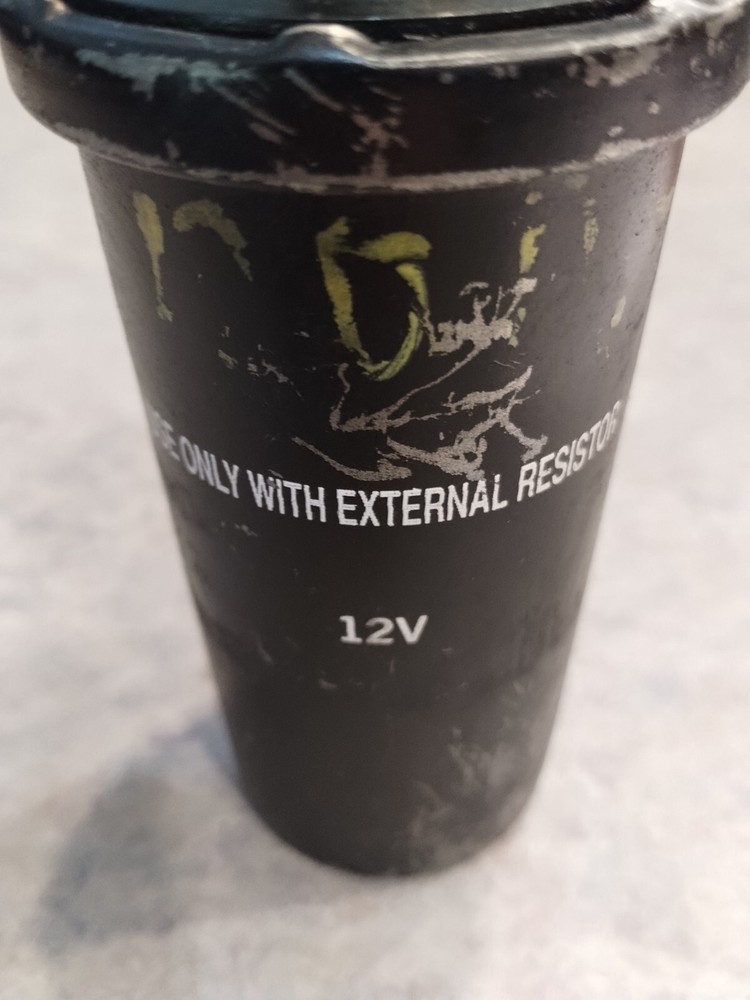 ONLY WITH EXTERNAL RESISTOR
12V